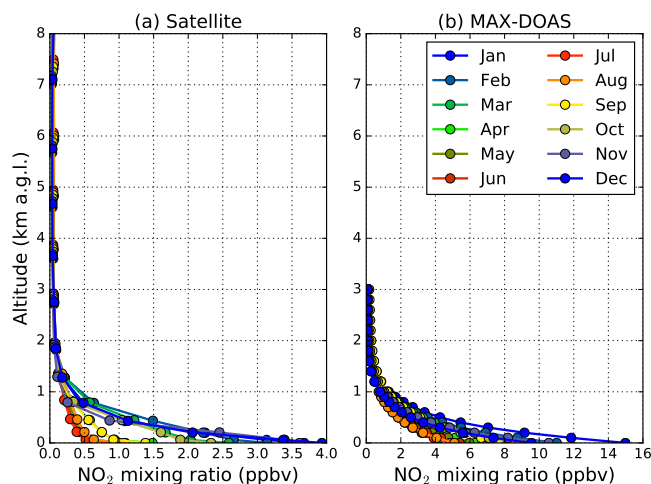 (a) Satellite
(b) MAX-DOAS
Altitude (km a.g.l.)
8
7
6
5
4
3
2
1
0
0.0 0.5 1.0 1.5 2.0 2.5 3.0 3.5 4.0
NO₂ mixing ratio (ppbv)
8
7
6
5
4
3
2
1
0
0 2 4 6 8 10 12 14 16
NO₂ mixing ratio (ppbv)
Jan
Feb
Mar
Apr
May
Jun
Jul
Aug
Sep
Oct
Nov
Dec